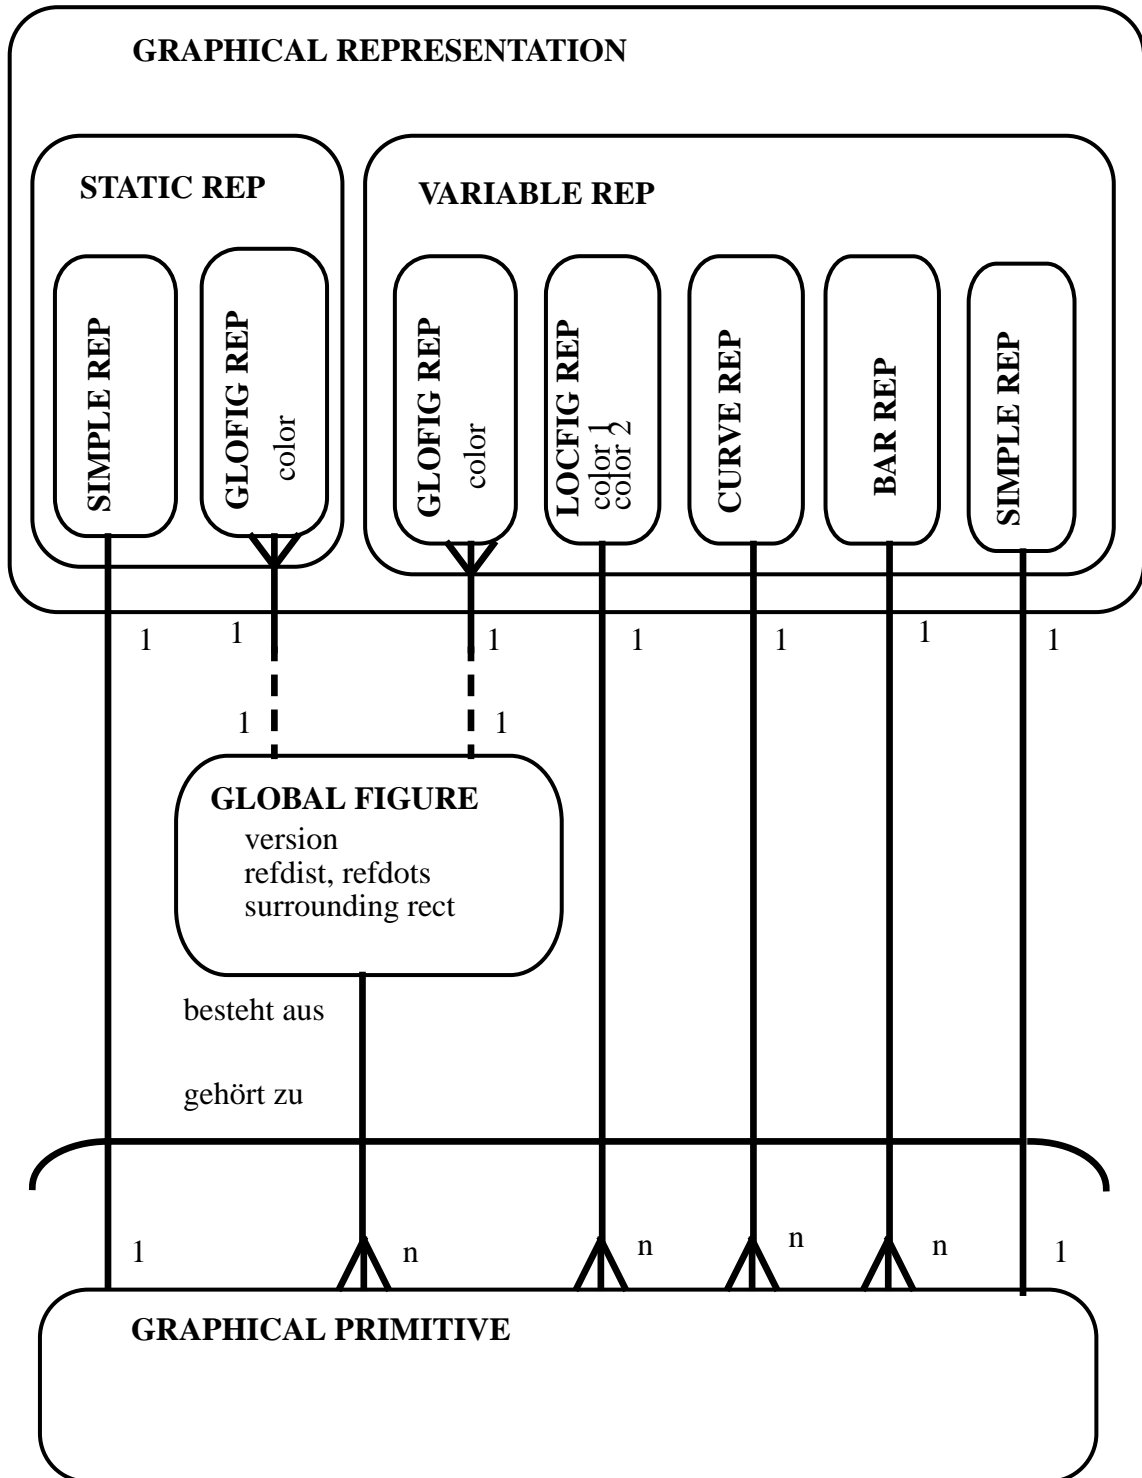 GRAPHICAL REPRESENTATION
STATIC REP
VARIABLE REP
SIMPLE REP
GLOFIG REP
color
GLOFIG REP
color
LOCFIG REP
color 1
color 2
CURVE REP
BAR REP
SIMPLE REP
1
1
1
1
1
1
1
1
1
GLOBAL FIGURE
version
refdist, refdots
surrounding rect
besteht aus
gehört zu
1
n
n
n
n
1
GRAPHICAL PRIMITIVE